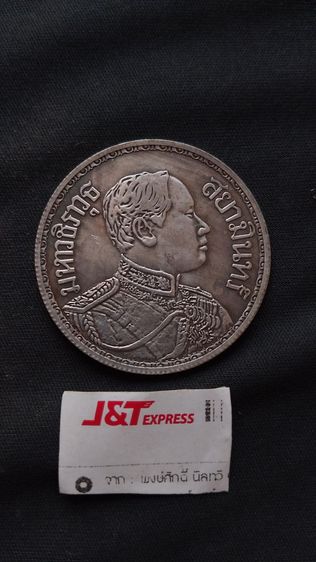 มหาวชิราวุธ สยามินทร์
J&T EXPRESS
จาก : พงษ์ศักดิ์ นิลทวี